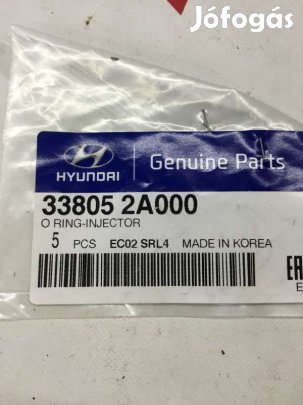 Jófogás
HYUNDAI
Genuine Parts
33805 2A000
O RING-INJECTOR
5 PCS EC02 SRL4 MADE IN KOREA